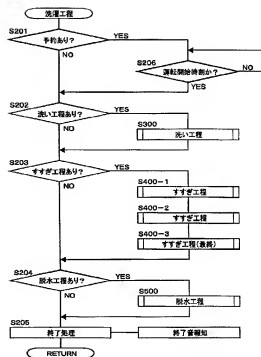 洗濯工程
S201
予約あり?
YES
NO
S206
運転開始時刻か?
NO
YES
S202
洗い工程あり?
YES
NO
S300
洗い工程
S203
すすぎ工程あり?
YES
NO
S400-1
すすぎ工程
S400-2
すすぎ工程
S400-3
すすぎ工程(最終)
S204
脱水工程あり?
YES
NO
S500
脱水工程
S205
終了処理
終了音報知
RETURN